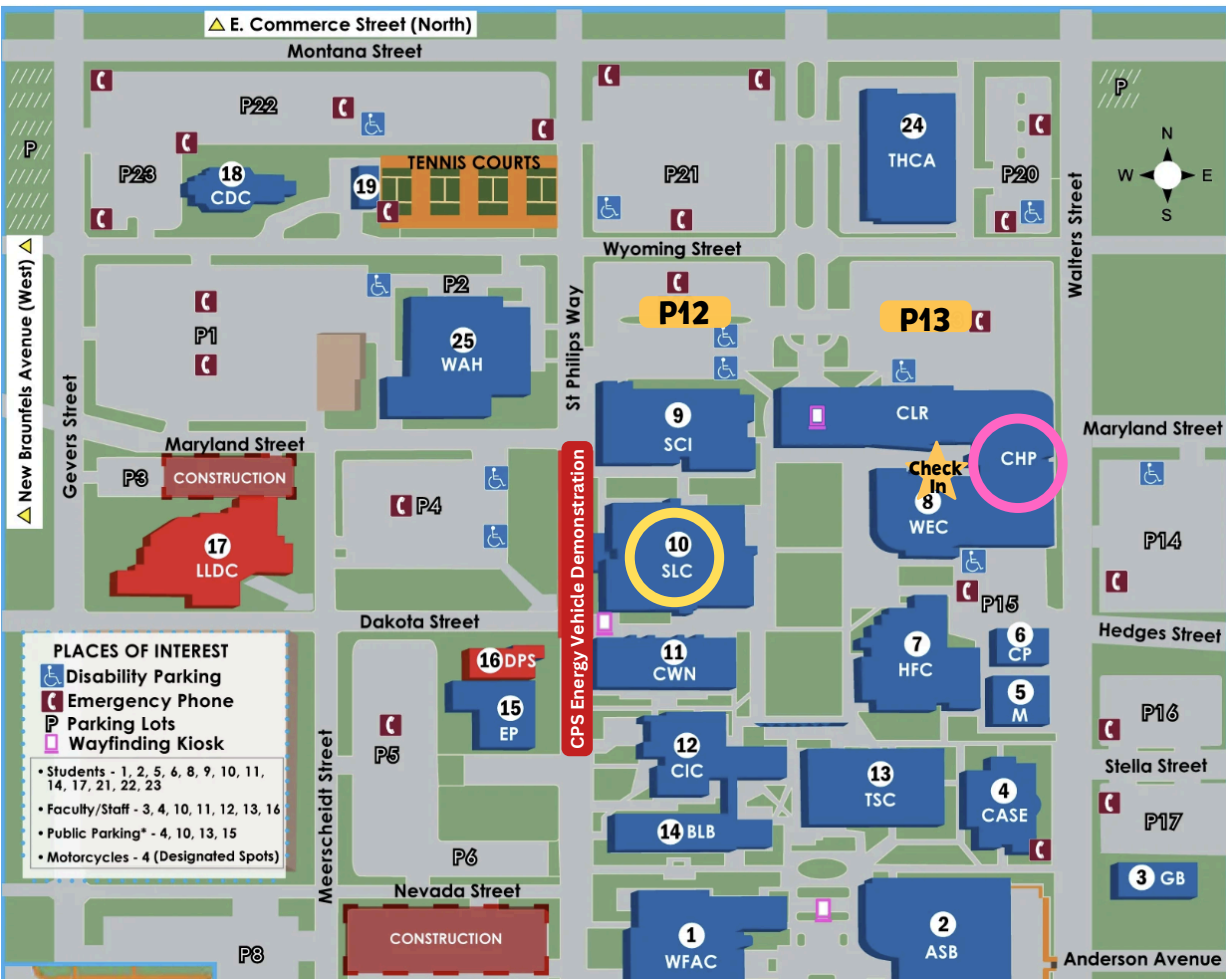 E. Commerce Street (North)
Montana Street
P22
P
P
24
THCA
N
W
E
S
P23
18
CDC
19
TENNIS COURTS
P21
P20
Wyoming Street
Walters Street
New Braunfels Avenue (West)
Gevers Street
P1
P2
25
WAH
St Philips Way
P12
P13
9
SCI
CLR
CHP
Check
In
8
WEC
Maryland Street
Maryland Street
P3
CONSTRUCTION
P4
17
LLDC
CPS Energy Vehicle Demonstration
10
SLC
P14
P15
Dakota Street
Hedges Street
7
HFC
6
CP
5
M
11
CWN
16 DPS
15
EP
P5
P16
PLACES OF INTEREST
Disability Parking
Emergency Phone
P Parking Lots
Wayfinding Kiosk
• Students - 1, 2, 5, 6, 8, 9, 10, 11,
14, 17, 21, 22, 23
• Faculty/Staff - 3, 4, 10, 11, 12, 13, 16
• Public Parking* - 4, 10, 13, 15
• Motorcycles - 4 (Designated Spots)
Meerscheidt Street
12
CIC
13
TSC
4
CASE
Stella Street
P17
14 BLB
P6
3 GB
Nevada Street
CONSTRUCTION
P8
1
WFAC
2
ASB
Anderson Avenue